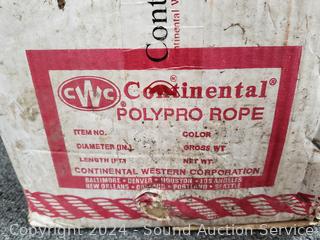 Cont
ntinental W
CWC
Continental®
POLYPRO ROPE
ITEM NO.
COLOR
DIAMETER (IN.)
GROSS WT.
LENGTH (FT.)
NET WT.
CONTINENTAL WESTERN CORPORATION
BALTIMORE • DENVER • HOUSTON • LOS ANGELES
NEW ORLEANS • • PORTLAND • SEATTLE
Copyright 2024 - Sound Auction Service